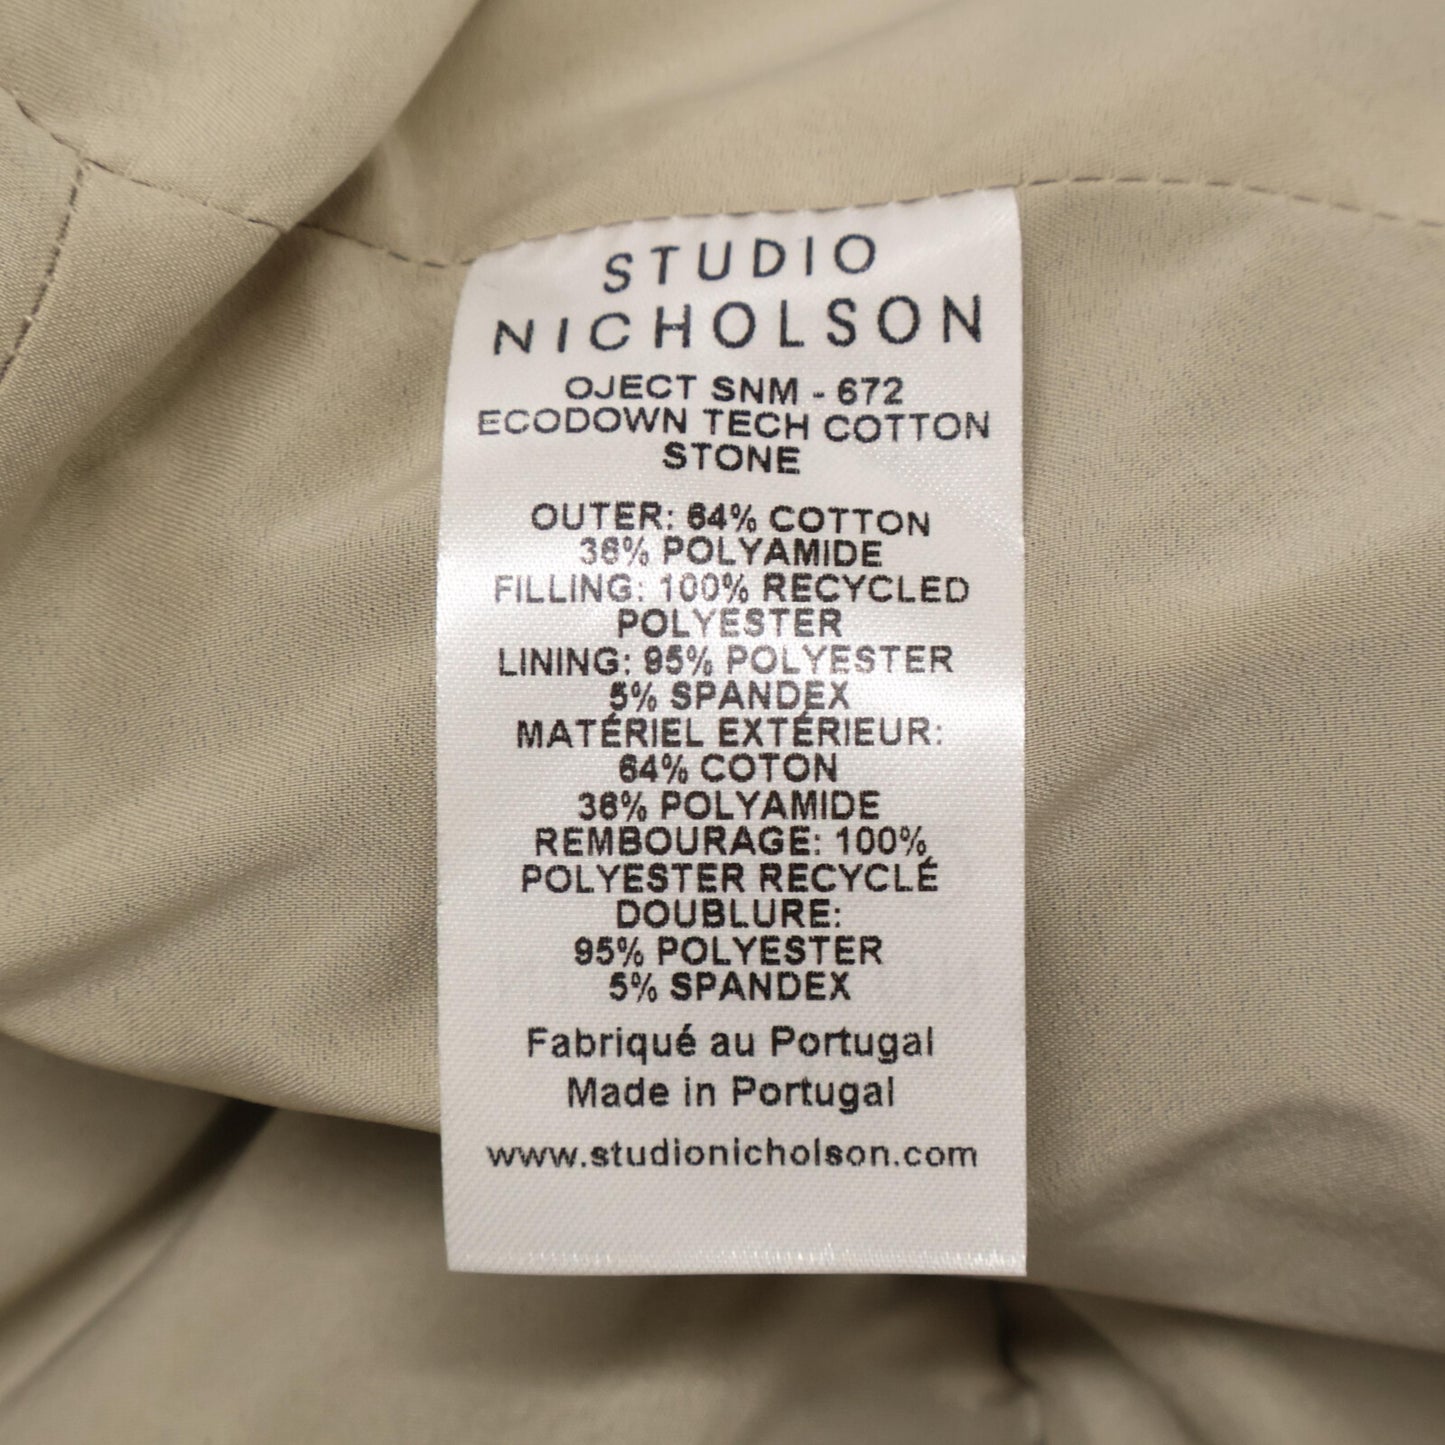 STUDIO
NICHOLSON
OJECT SNM - 672
ECODOWN TECH COTTON
STONE
OUTER: 64% COTTON
36% POLYAMIDE
FILLING: 100% RECYCLED
POLYESTER
LINING: 95% POLYESTER
5% SPANDEX
MATÉRIEL EXTÉRIEUR:
64% COTON
36% POLYAMIDE
REMBOURAGE: 100%
POLYESTER RECYCLÉ
DOUBLURE:
95% POLYESTER
5% SPANDEX
Fabriqué au Portugal
Made in Portugal
www.studionicholson.com